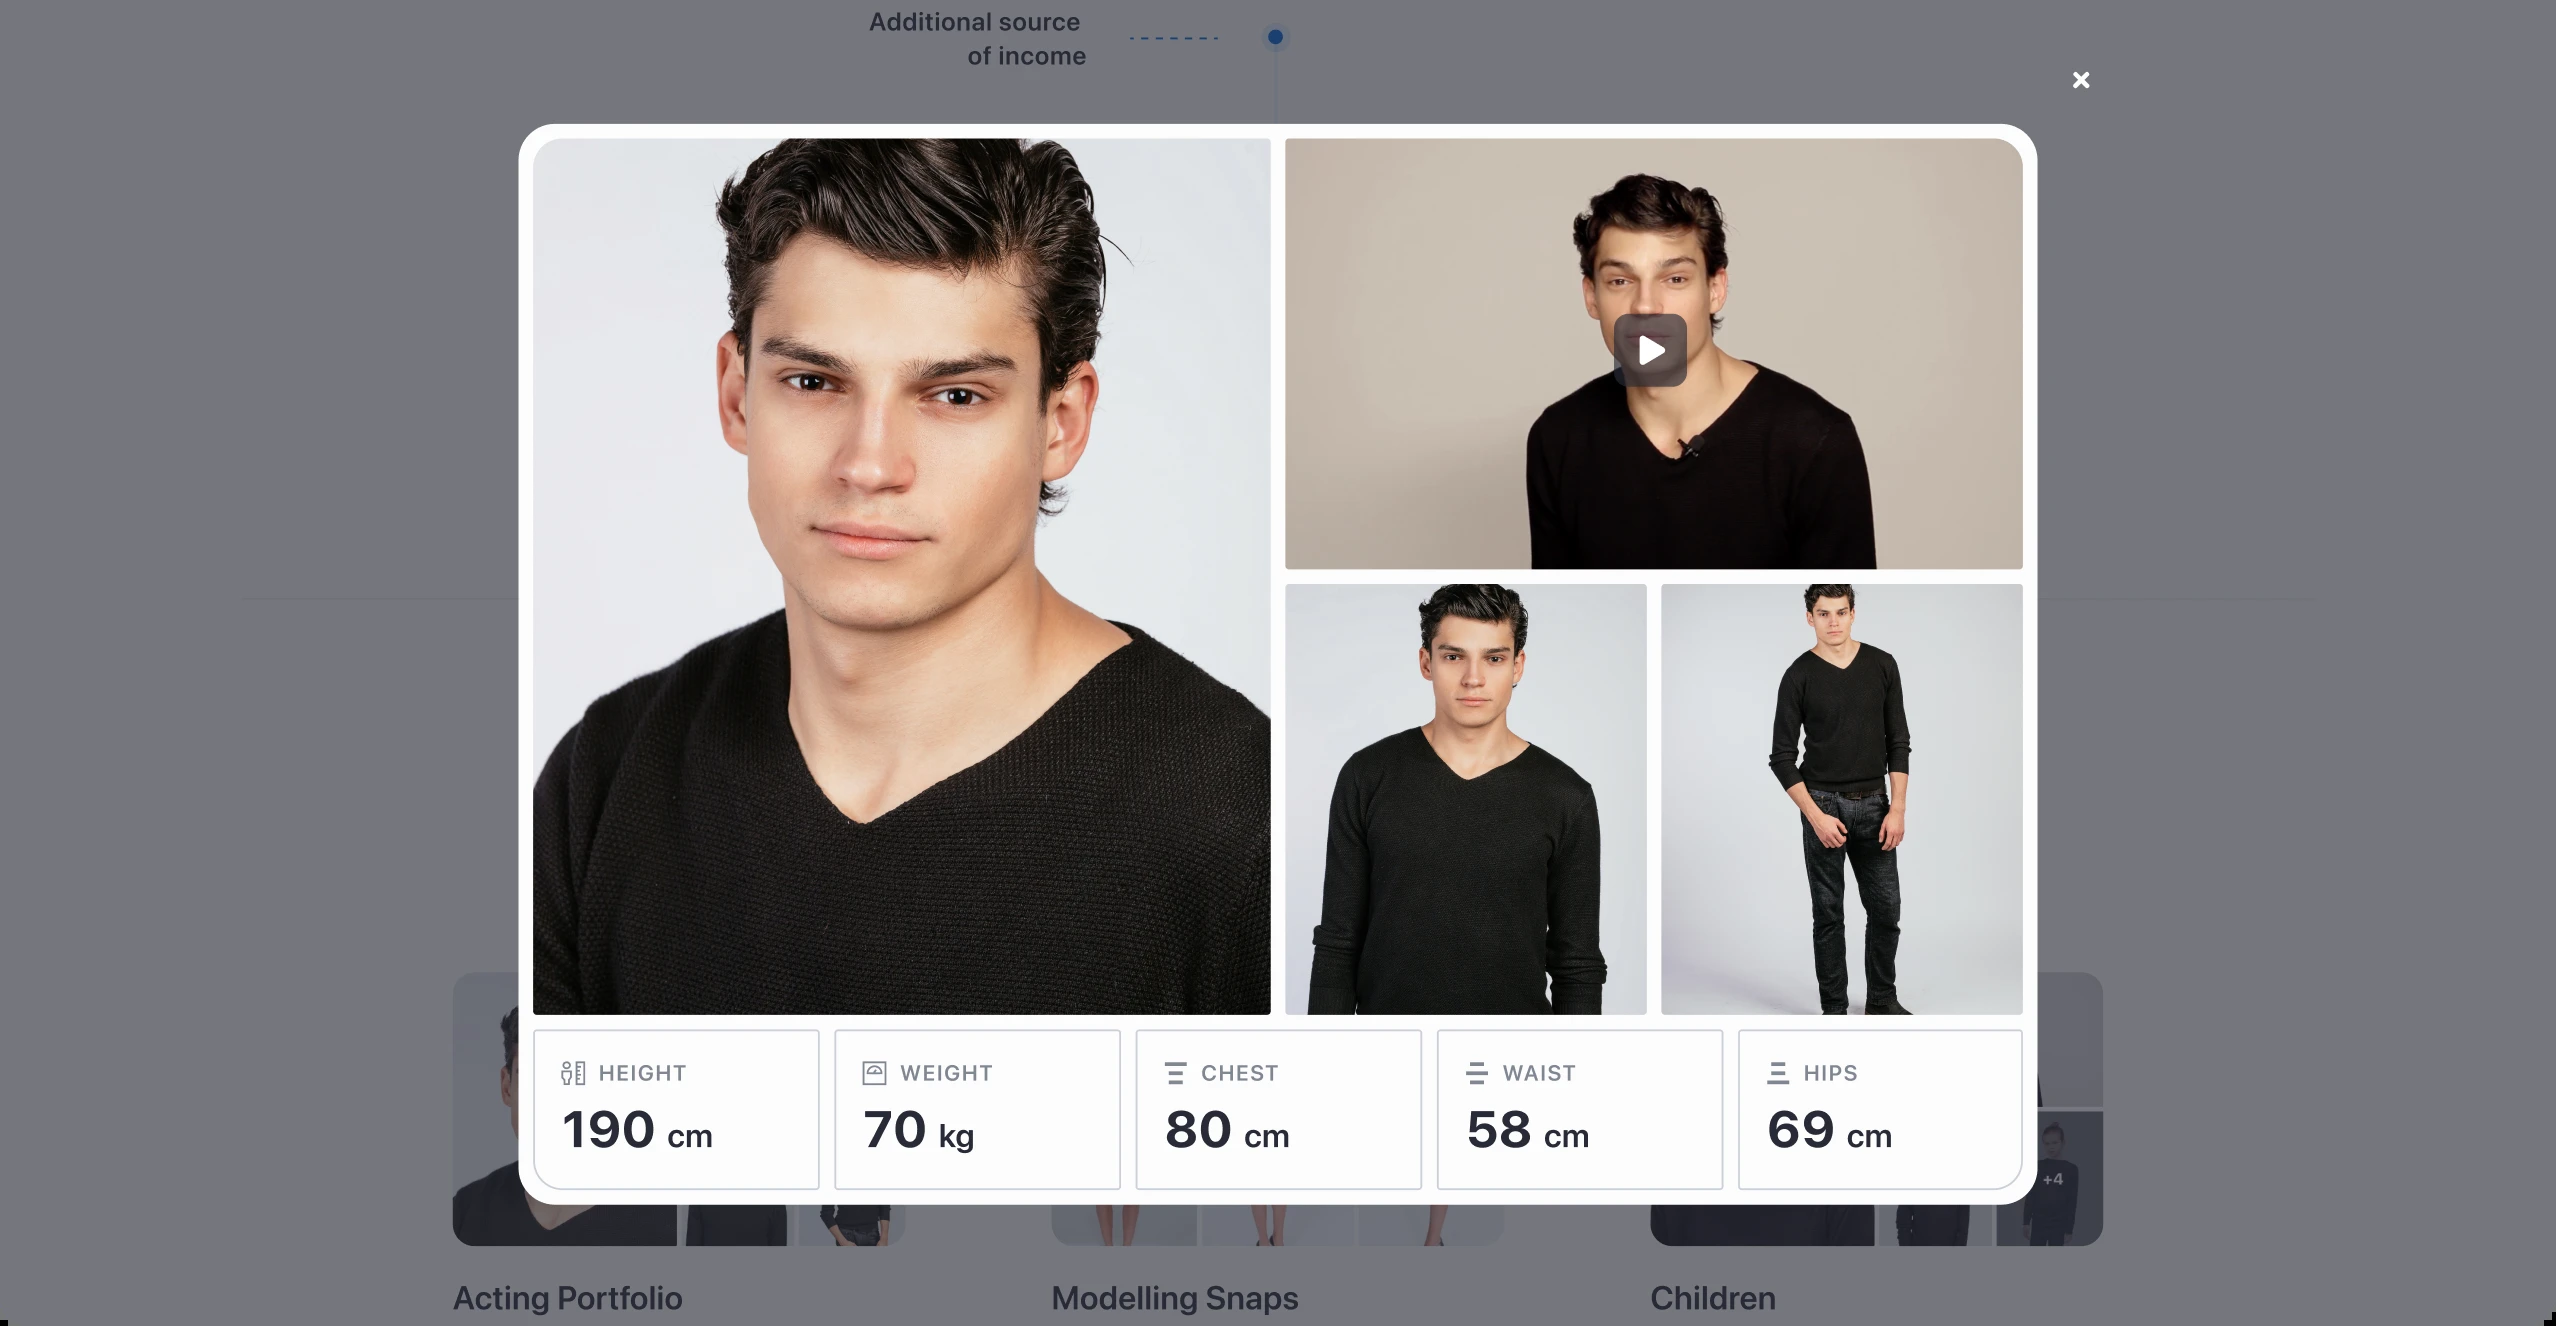 Additional source
of income
HEIGHT
190 cm
WEIGHT
70 kg
CHEST
80 cm
WAIST
58 cm
HIPS
69 cm
+4
Acting Portfolio
Modelling Snaps
Children